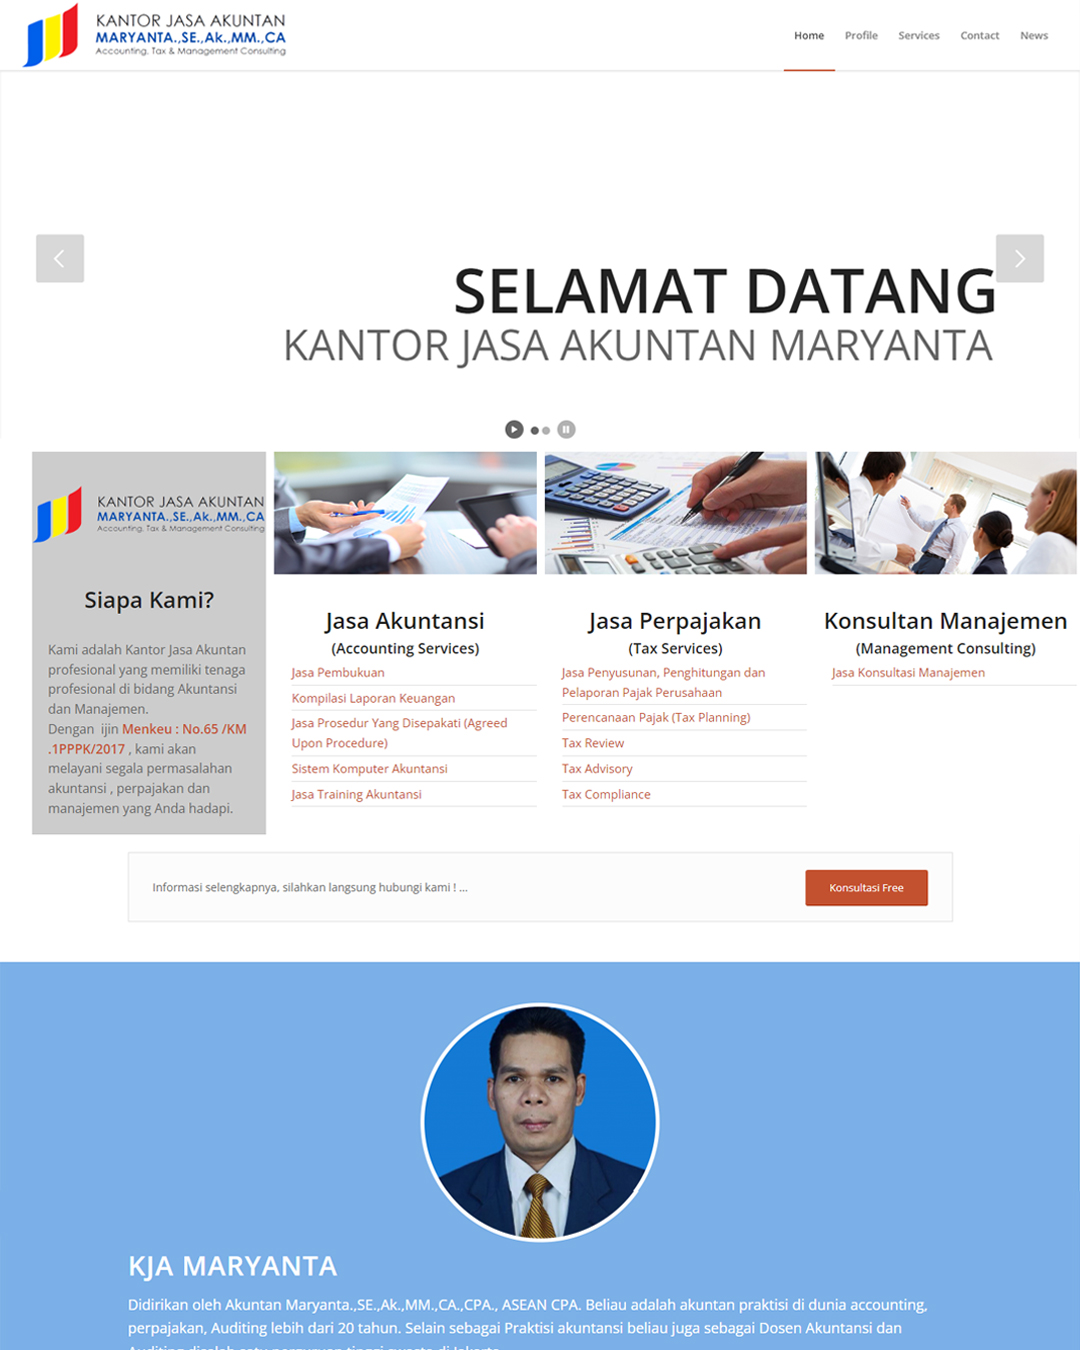 KANTOR JASA AKUNTAN
MARYANTA.,SE.,Ak.,MM.,CA
Accounting, Tax & Management Consulting
Home
Profile
Services
Contact
News
SELAMAT DATANG
KANTOR JASA AKUNTAN MARYANTA
KANTOR JASA AKUNTAN
MARYANTA.,SE.,Ak.,MM.,CA
Accounting, Tax & Management Consulting
Siapa Kami?
Kami adalah Kantor Jasa Akuntan
profesional yang memiliki tenaga
profesional di bidang Akuntansi
dan Manajemen.
Dengan ijin Menkeu : No.65 /KM
.1PPPK/2017 , kami akan
melayani segala permasalahan
akuntansi , perpajakan dan
manajemen yang Anda hadapi.
Jasa Akuntansi
(Accounting Services)
Jasa Pembukuan
Kompilasi Laporan Keuangan
Jasa Prosedur Yang Disepakati (Agreed
Upon Procedure)
Sistem Komputer Akuntansi
Jasa Training Akuntansi
Jasa Perpajakan
(Tax Services)
Jasa Penyusunan, Penghitungan dan
Pelaporan Pajak Perusahaan
Perencanaan Pajak (Tax Planning)
Tax Review
Tax Advisory
Tax Compliance
Konsultan Manajemen
(Management Consulting)
Jasa Konsultasi Manajemen
Informasi selengkapnya, silahkan langsung hubungi kami ! ...
Konsultasi Free
KJA MARYANTA
Didirikan oleh Akuntan Maryanta.,SE.,Ak.,MM.,CA.,CPA., ASEAN CPA. Beliau adalah akuntan praktisi di dunia accounting,
perpajakan, Auditing lebih dari 20 tahun. Selain sebagai Praktisi akuntansi beliau juga sebagai Dosen Akuntansi dan